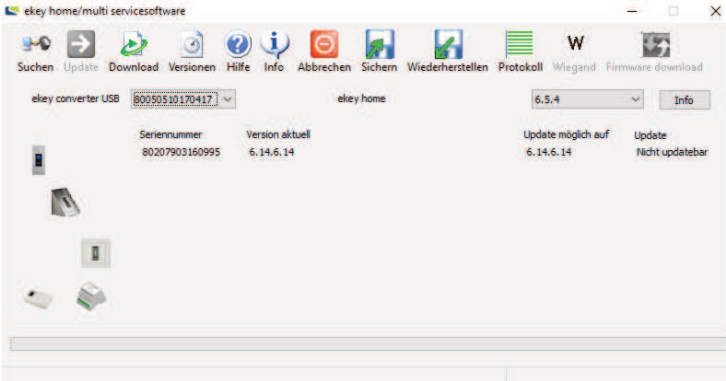 ekey home/multi servicesoftware
Suchen Update Download Versionen Hilfe Info Abbrechen Sichern Wiederherstellen Protokoll Wiegand Firmware download
ekey converter USB 80050510170417 ekey home 6.5.4 Info
Seriennummer Version aktuell Update möglich auf Update
80207903160995 6.14.6.14 6.14.6.14 Nicht updatebar